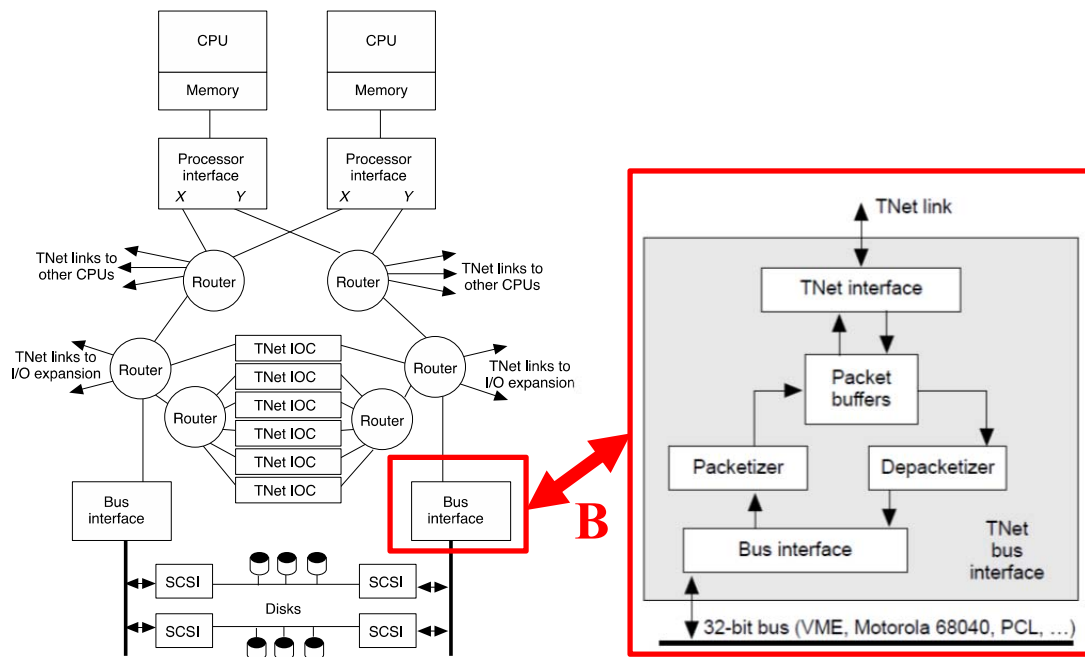 CPU
CPU
Memory
Memory
Processor
interface
X Y
Processor
interface
X Y
TNet links to
other CPUs
Router
Router
TNet links to
other CPUs
TNet links to
I/O expansion
Router
TNet IOC
TNet IOC
TNet IOC
TNet IOC
TNet IOC
TNet IOC
Router
Router
Router
TNet links to
I/O expansion
Bus
interface
Bus
interface
SCSI
SCSI
Disks
SCSI
SCSI
B
TNet link
TNet interface
Packet
buffers
Packetizer
Depacketizer
Bus interface
TNet
bus
interface
32-bit bus (VME, Motorola 68040, PCL, ...)